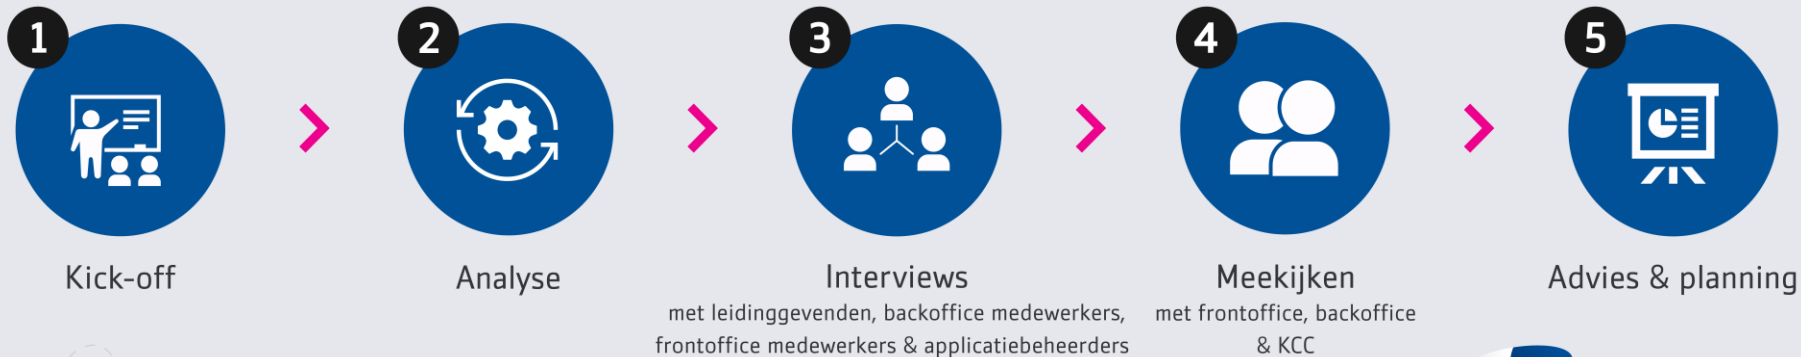 1
2
3
4
5
Kick-off
Analyse
Interviews
met leidinggevenden, backoffice medewerkers,
frontoffice medewerkers & applicatiebeheerders
Meekijken
met frontoffice, backoffice
& KCC
Advies & planning